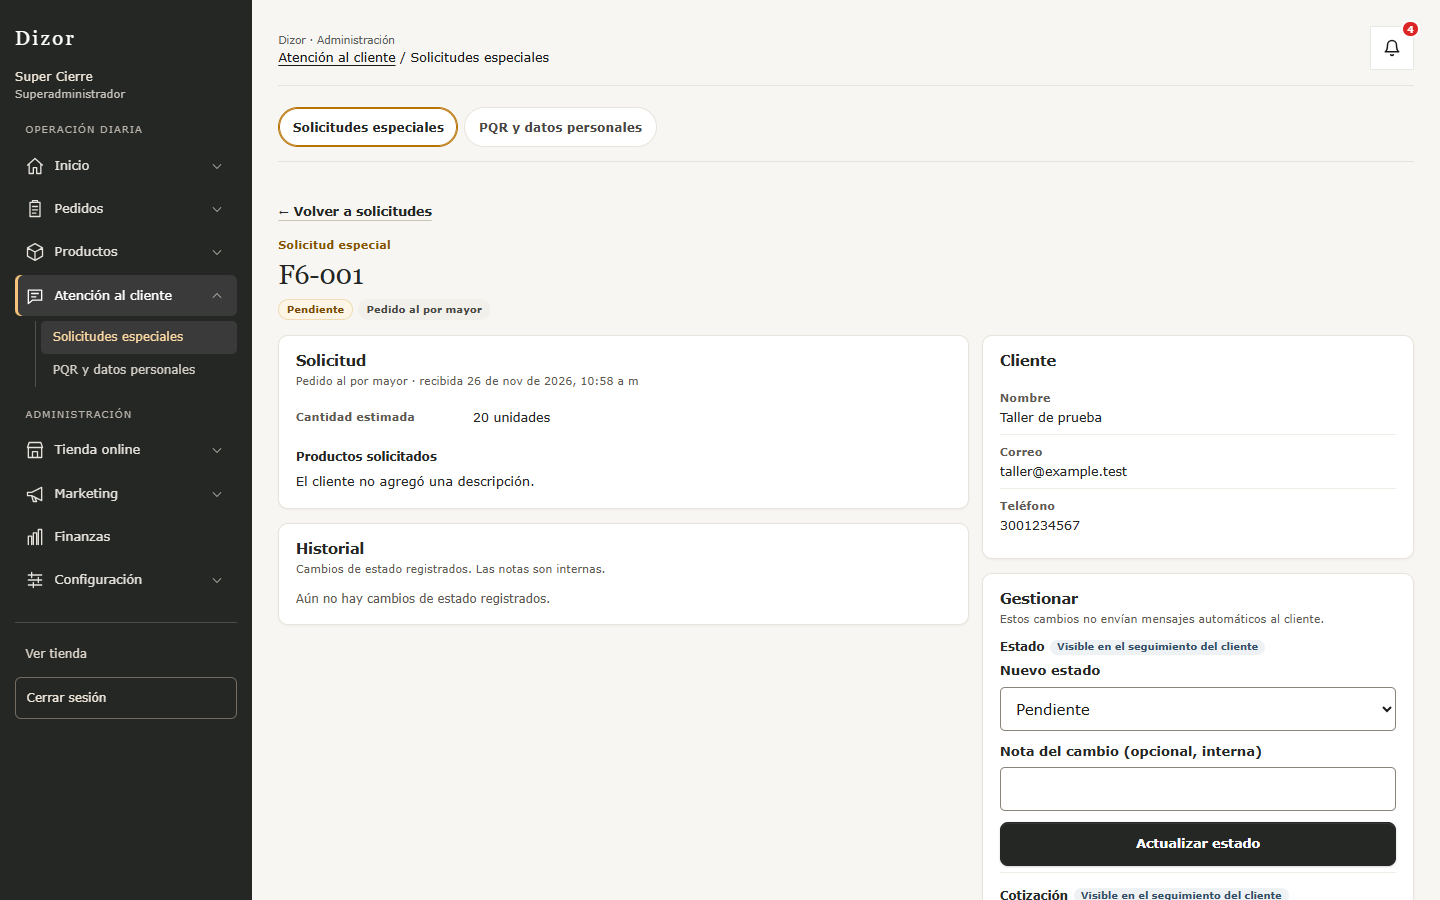 Dizor
Super Cierre
Superadministrador
OPERACIÓN DIARIA
Inicio
Pedidos
Productos
Atención al cliente
Solicitudes especiales
PQR y datos personales
ADMINISTRACIÓN
Tienda online
Marketing
Finanzas
Configuración
Ver tienda
Cerrar sesión
Dizor · Administración
Atención al cliente / Solicitudes especiales
4
Solicitudes especiales
PQR y datos personales
← Volver a solicitudes
Solicitud especial
F6-001
Pendiente
Pedido al por mayor
Solicitud
Pedido al por mayor · recibida 26 de nov de 2026, 10:58 a m
Cantidad estimada
20 unidades
Productos solicitados
El cliente no agregó una descripción.
Historial
Cambios de estado registrados. Las notas son internas.
Aún no hay cambios de estado registrados.
Cliente
Nombre
Taller de prueba
Correo
taller@example.test
Teléfono
3001234567
Gestionar
Estos cambios no envían mensajes automáticos al cliente.
Estado Visible en el seguimiento del cliente
Nuevo estado
Pendiente
Nota del cambio (opcional, interna)
Actualizar estado
Cotización Visible en el seguimiento del cliente